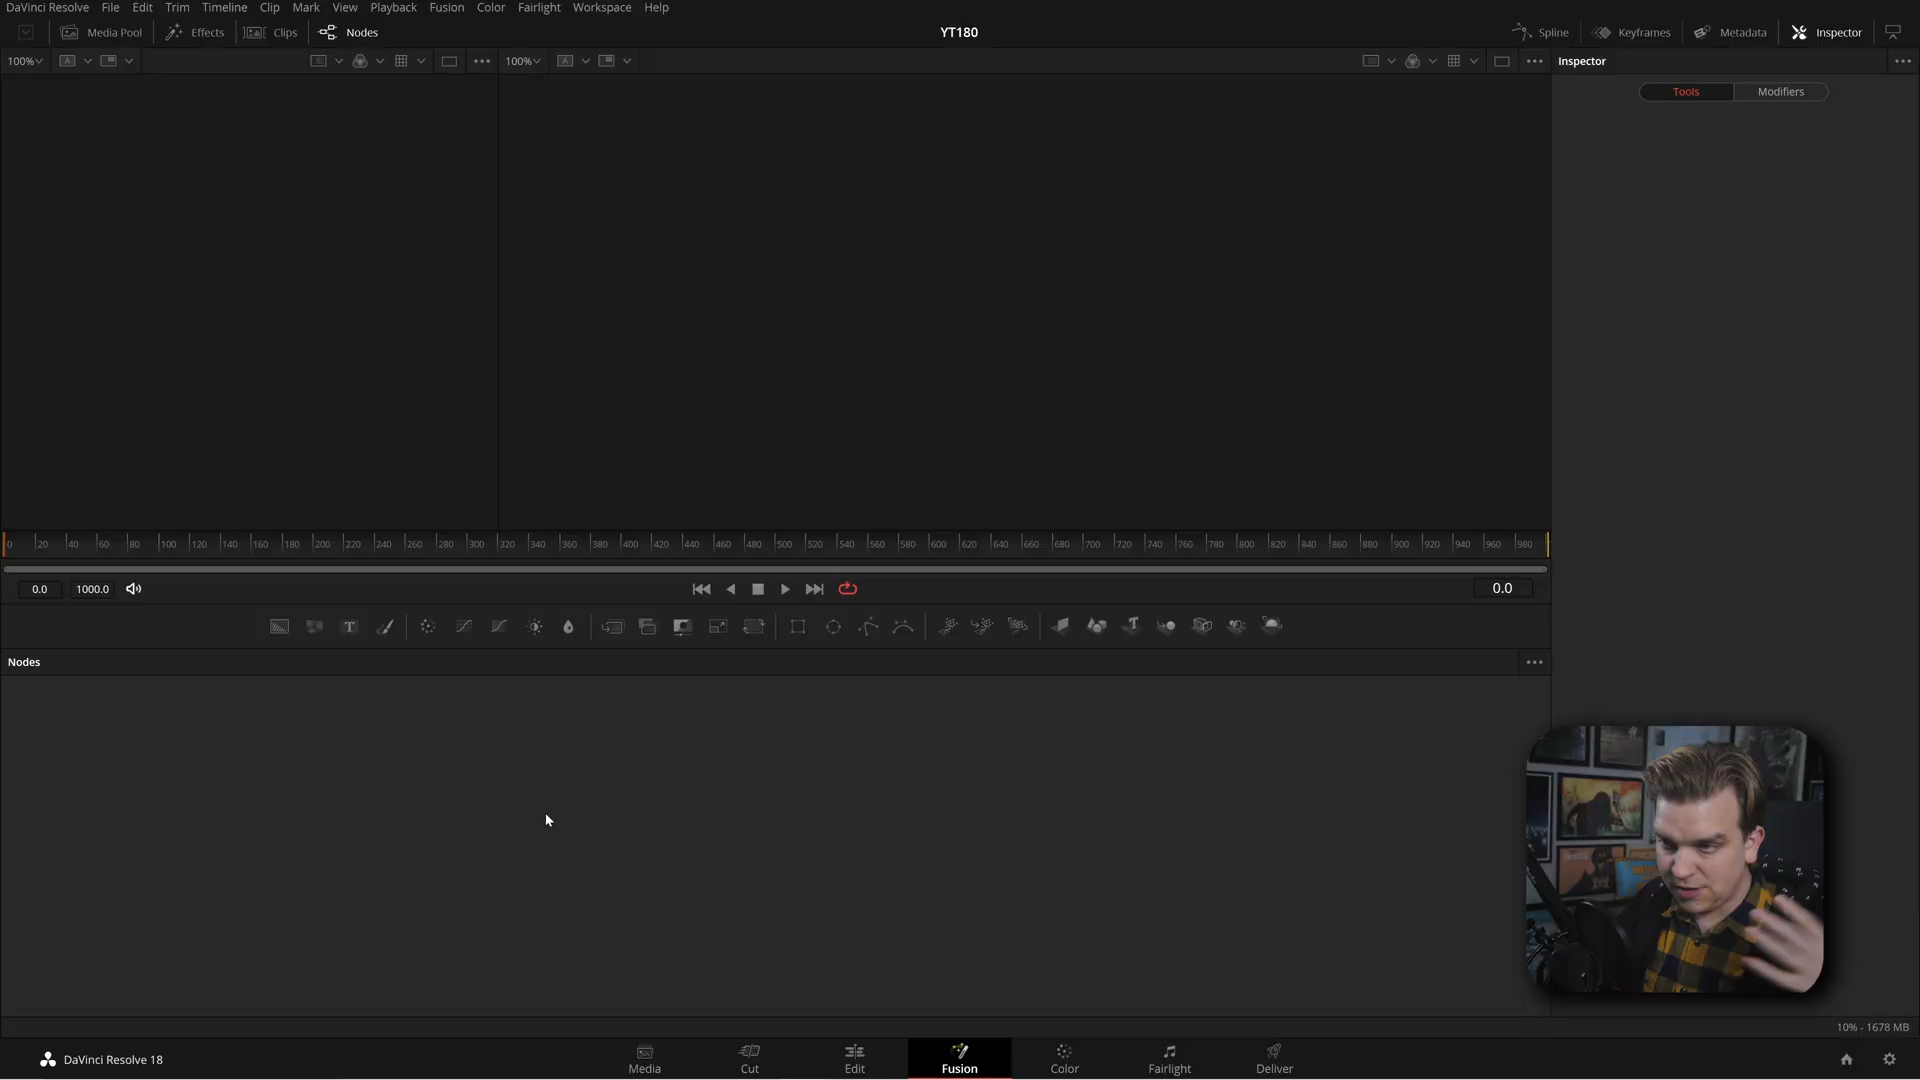 DaVinci Resolve File Edit Trim Timeline Clip Mark View Playback Fusion Color Fairlight Workspace Help
Media Pool Effects Clips Nodes YT180 Spline Keyframes Metadata Inspector
100% A 100% A Inspector
Tools Modifiers
0 20 40 60 80 100 120 140 160 180 200 220 240 260 280 300 320 340 360 380 400 420 440 460 480 500 520 540 560 580 600 620 640 660 680 700 720 740 760 780 800 820 840 860 880 900 920 940 960 980
0.0 1000.0 0.0
T T
Nodes
10% - 1678 MB
DaVinci Resolve 18 Media Cut Edit Fusion Color Fairlight Deliver